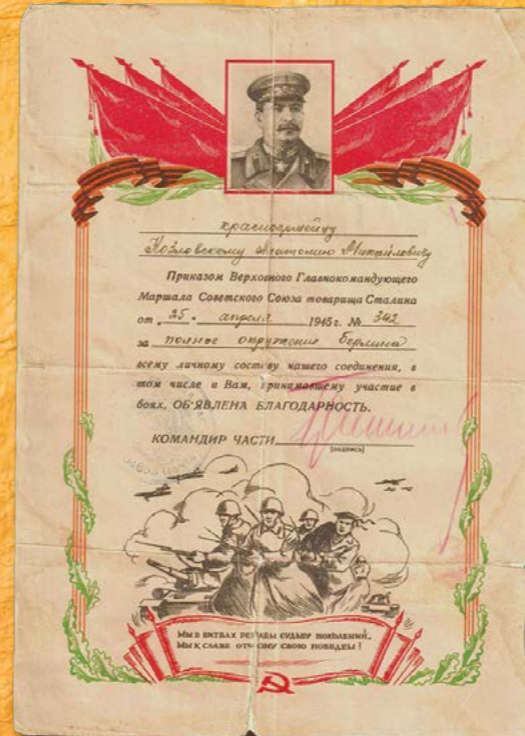 красноармейцу
Козловскому Анатолию Михайловичу
Приказом Верховного Главнокомандующего
Маршала Советского Союза товарища Сталина
от „ 25 “ апреля 1945 г. № 342
за полное окружение Берлина
всему личному составу нашего соединения, в
том числе и Вам, принимавшему участие в
боях, ОБ'ЯВЛЕНА БЛАГОДАРНОСТЬ.
КОМАНДИР ЧАСТИ
(подпись)
МЫ В БИТВАХ РЕШАЕМ СУДЬБУ ПОКОЛЕНИЙ,
МЫ К СЛАВЕ ОТЧИЗНУ СВОЮ ПОВЕДЕМ!